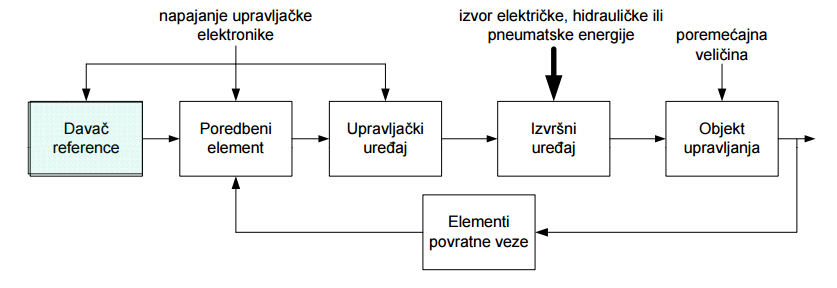 napajanje upravljačke
elektronike
izvor električke, hidrauličke ili
pneumatske energije
poremećajna
veličina
Davač
reference
Poredbeni
element
Upravljački
uređaj
Izvršni
uređaj
Objekt
upravljanja
Elementi
povratne veze